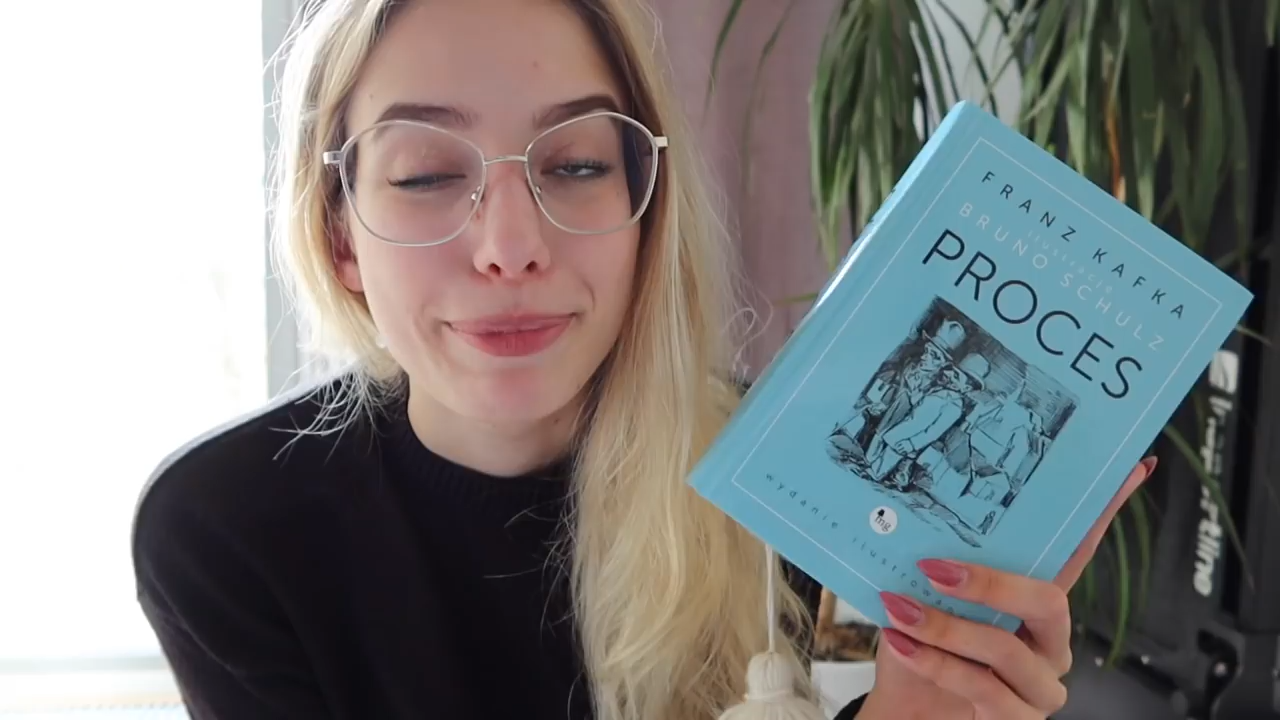 FRANZ KAFKA
ilustracje
BRUNO SCHULZ
PROCES
mg
wydanie ilustrowane